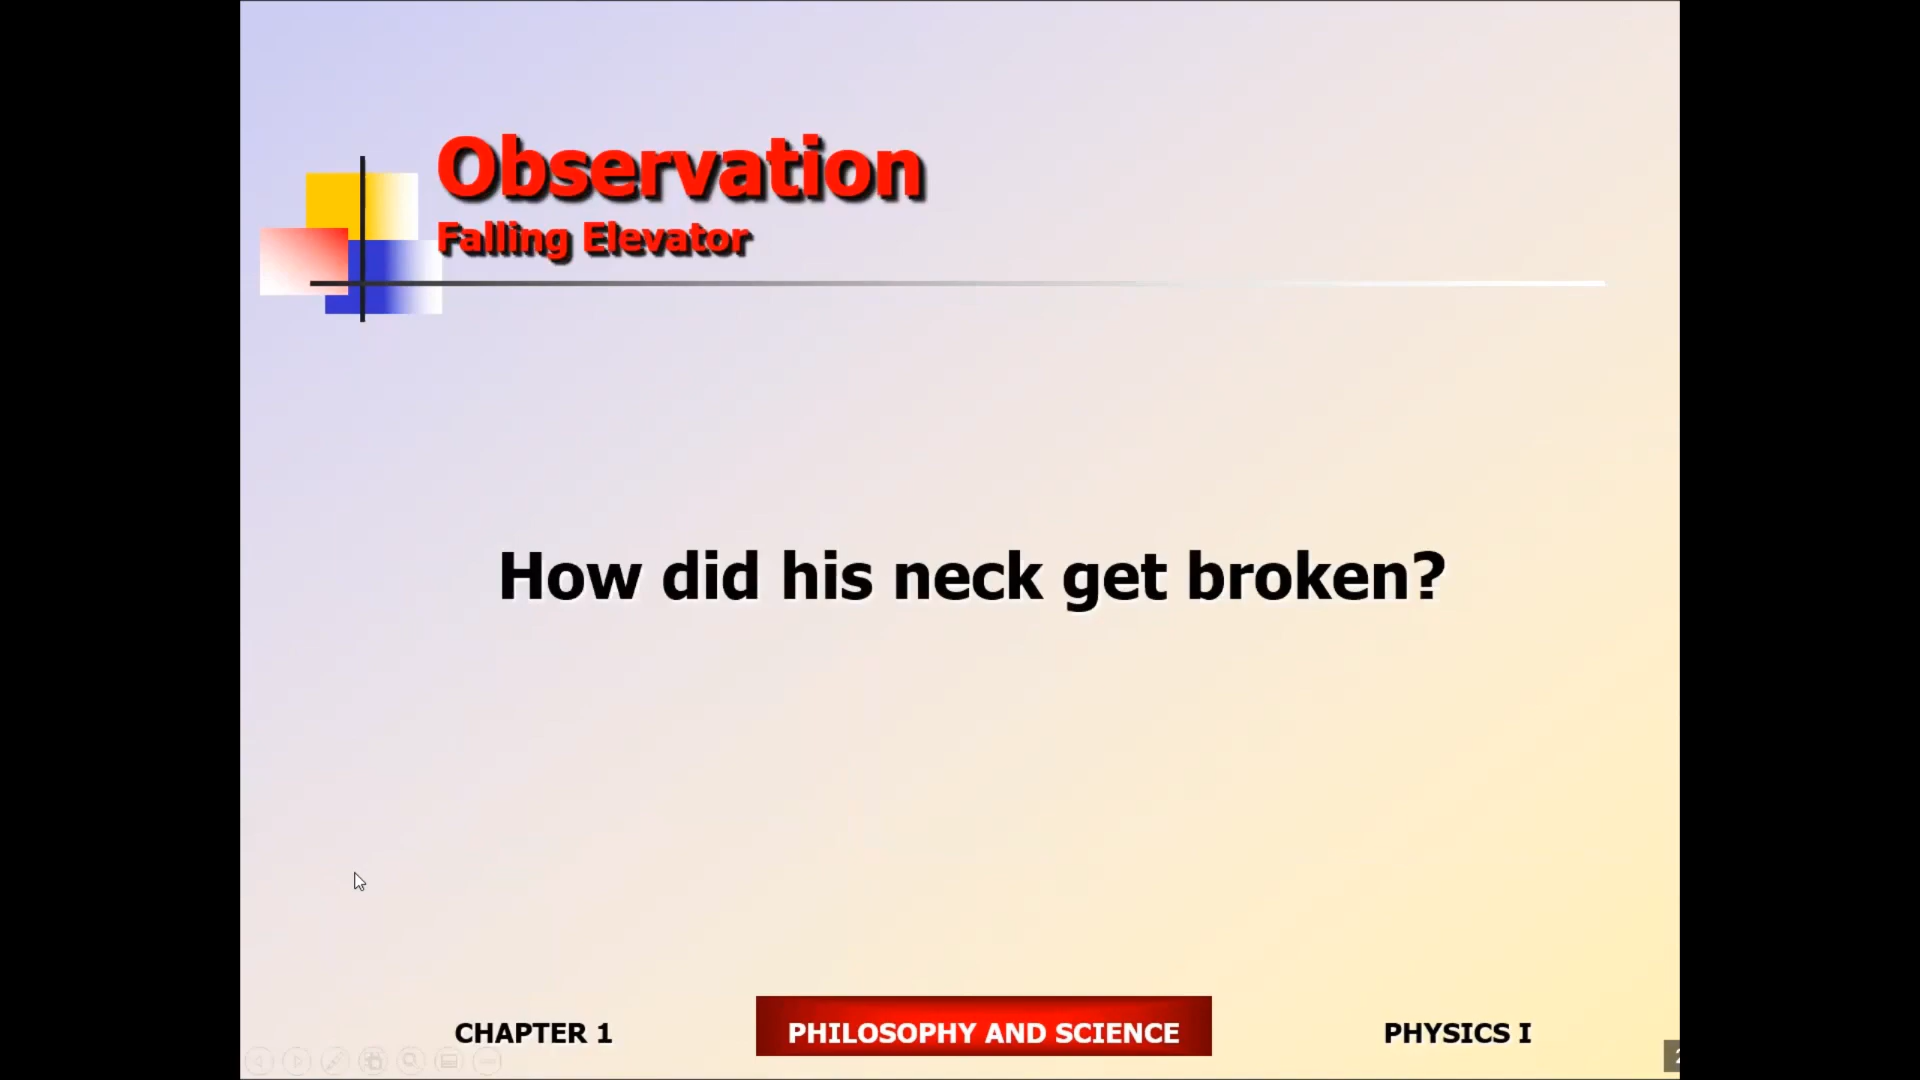 Observation
Falling Elevator
How did his neck get broken?
CHAPTER 1
PHILOSOPHY AND SCIENCE
PHYSICS I